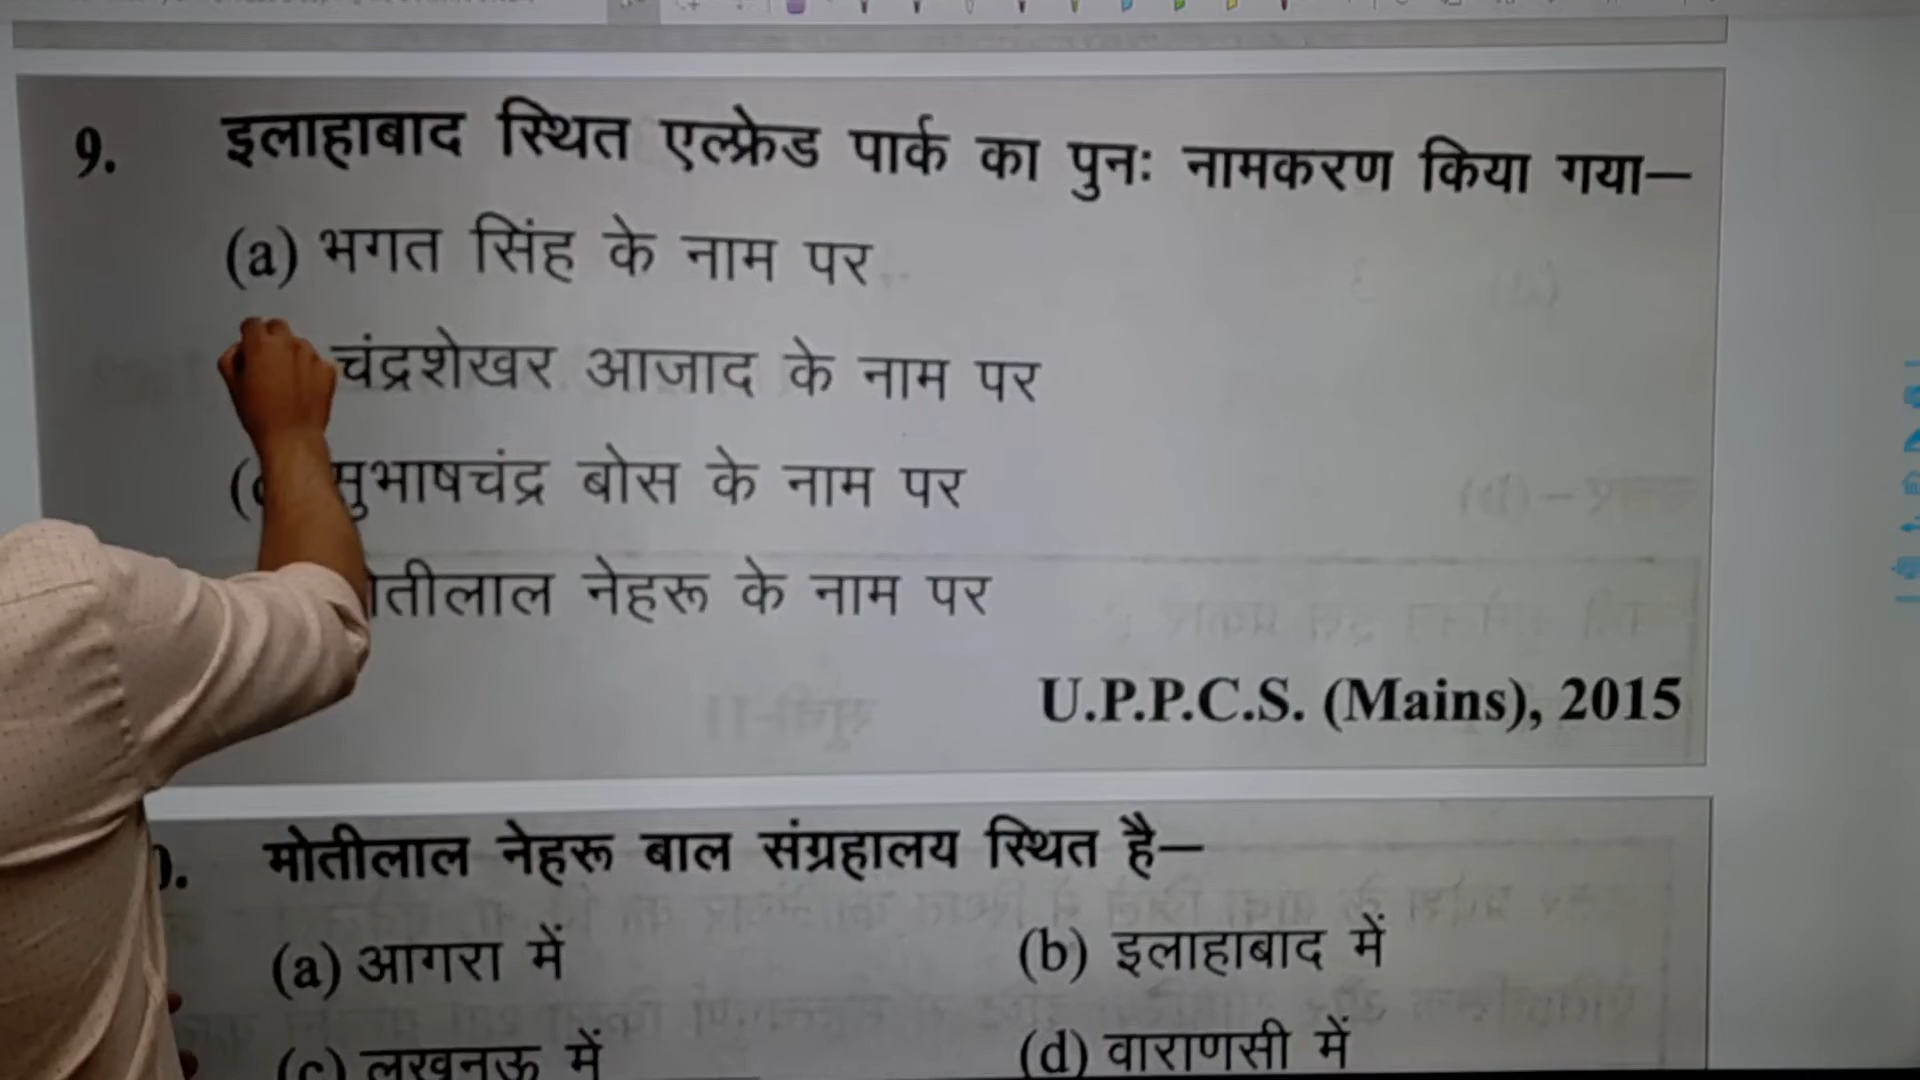 9. इलाहाबाद स्थित एल्फ्रेड पार्क का पुनः नामकरण किया गया—
(a) भगत सिंह के नाम पर
चंद्रशेखर आजाद के नाम पर
(c सुभाषचंद्र बोस के नाम पर
नेहरू के नाम पर
U.P.P.C.S. (Mains), 2015
). मोतीलाल नेहरू बाल संग्रहालय स्थित है—
(a) आगरा में
(b) इलाहाबाद में
(c) लखनऊ में
(d) वाराणसी में